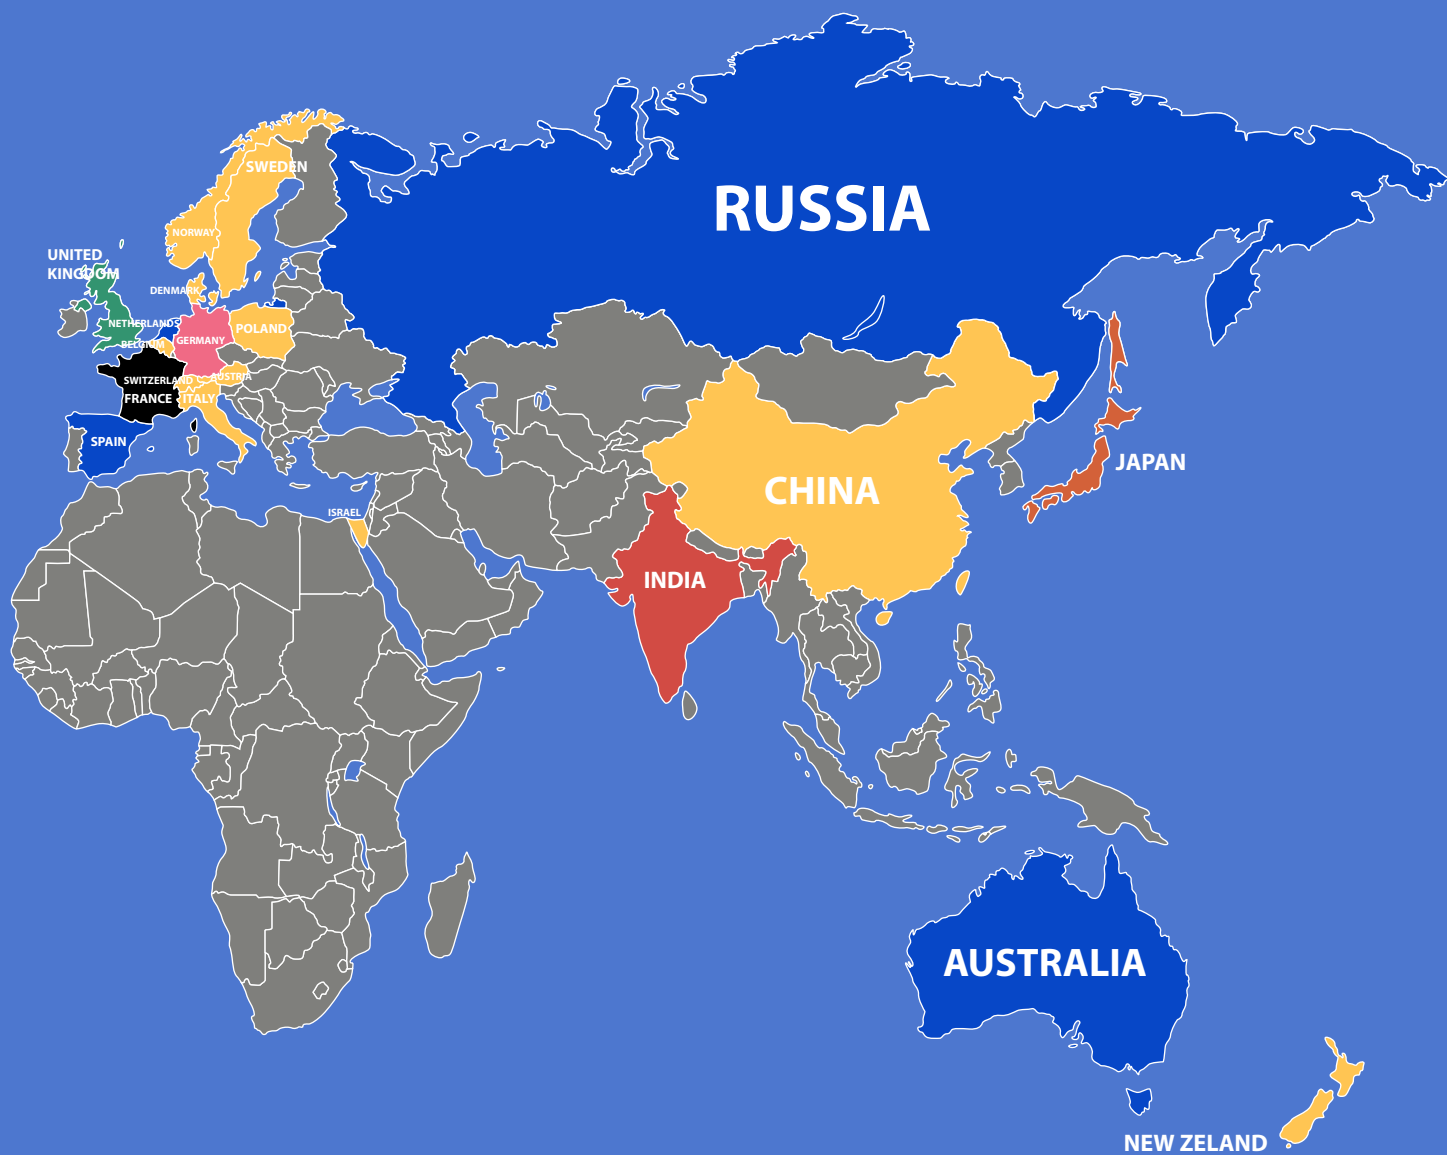 RUSSIA
SWEDEN
NORWAY
UNITED
KINGDOM
DENMARK
NETHERLANDS
POLAND
BELGIUM
GERMANY
SWITZERLAND
AUSTRIA
FRANCE
ITALY
SPAIN
JAPAN
CHINA
ISRAEL
INDIA
AUSTRALIA
NEW ZELAND